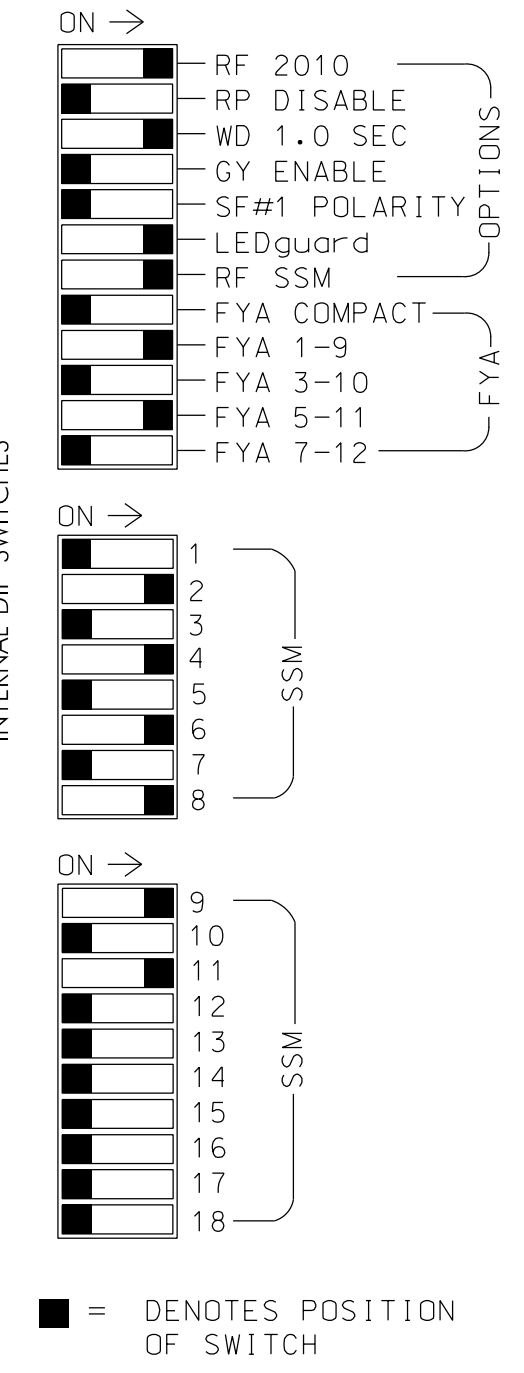 ON →
RF 2010
RP DISABLE
WD 1.0 SEC
GY ENABLE
SF#1 POLARITY
LEDguard
RF SSM
OPTIONS
FYA COMPACT
FYA 1-9
FYA 3-10
FYA 5-11
FYA 7-12
FYA
ON →
1
2
3
4
5
6
7
8
SSM
ON →
9
10
11
12
13
14
15
16
17
18
SSM
= DENOTES POSITION
OF SWITCH